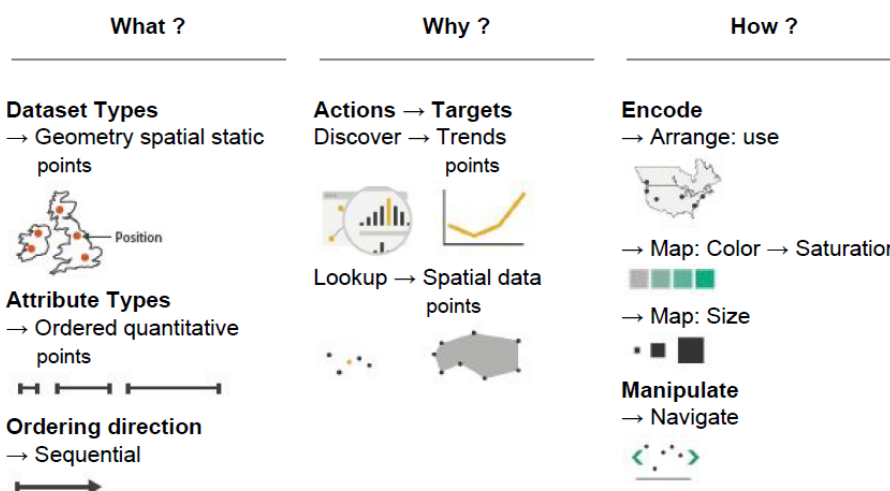 What ?
Why ?
How ?
Dataset Types
→ Geometry spatial static
points
Position
Attribute Types
→ Ordered quantitative
points
Ordering direction
→ Sequential
Actions → Targets
Discover → Trends
points
Lookup → Spatial data
points
Encode
→ Arrange: use
→ Map: Color → Saturation
→ Map: Size
Manipulate
→ Navigate